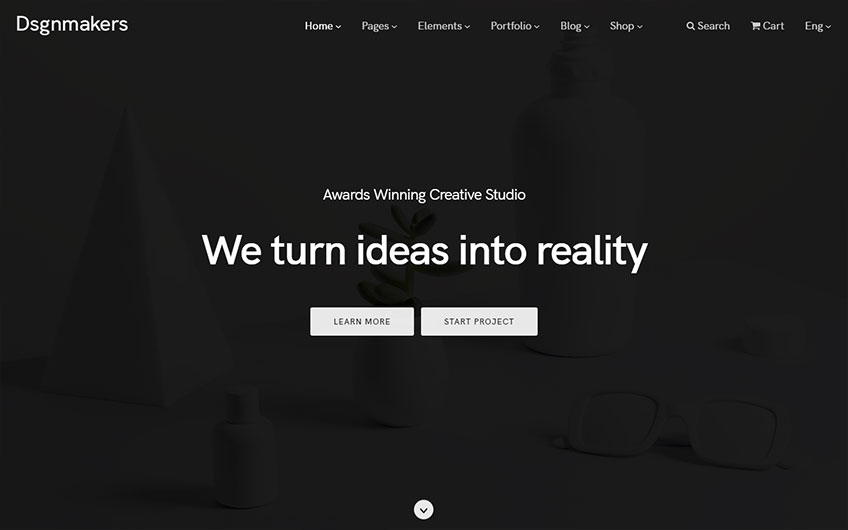 Dsgnmakers
Home Pages Elements Portfolio Blog Shop Search Cart Eng
Awards Winning Creative Studio
We turn ideas into reality
LEARN MORE START PROJECT